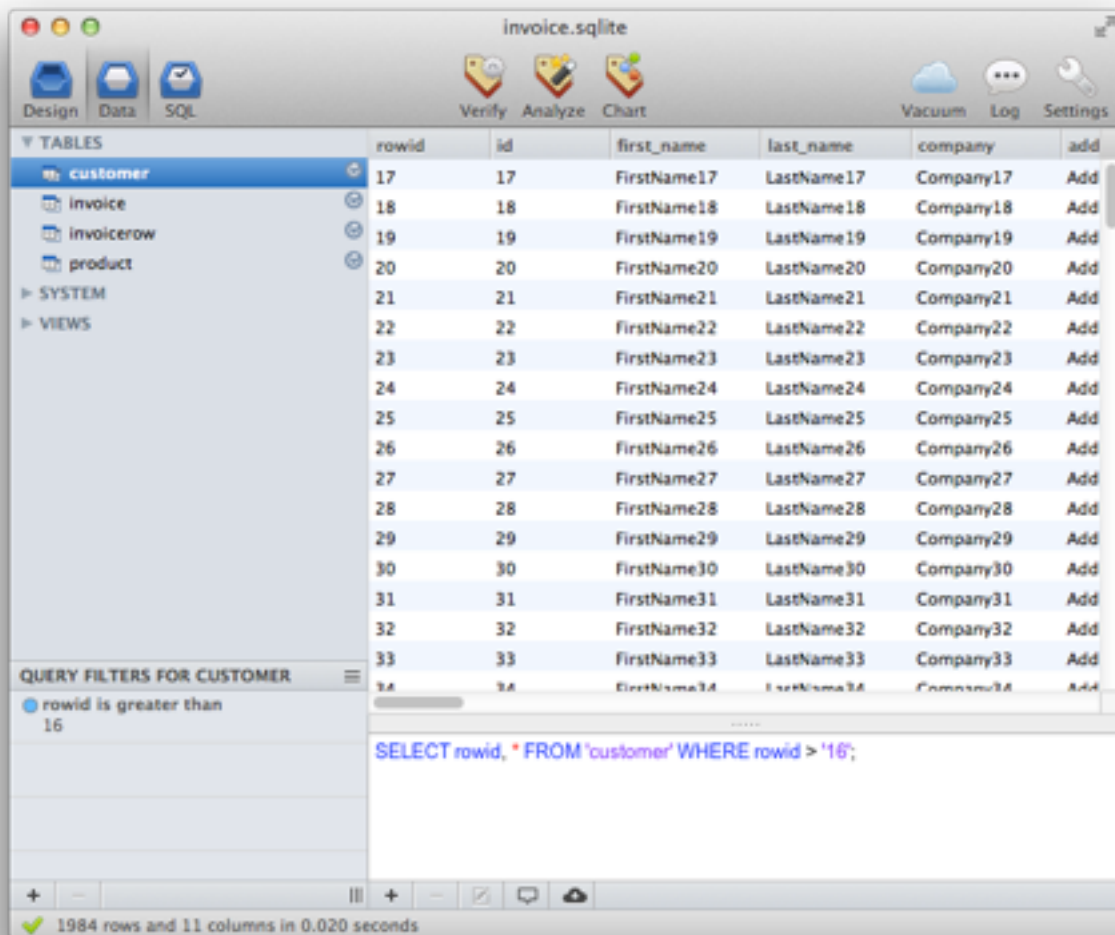 invoice.sqlite
Design Data SQL Verify Analyze Chart Vacuum Log Settings
TABLES
customer
invoice
invoicerow
product
SYSTEM
VIEWS
rowid id first_name last_name company add
17 17 FirstName17 LastName17 Company17 Add
18 18 FirstName18 LastName18 Company18 Add
19 19 FirstName19 LastName19 Company19 Add
20 20 FirstName20 LastName20 Company20 Add
21 21 FirstName21 LastName21 Company21 Add
22 22 FirstName22 LastName22 Company22 Add
23 23 FirstName23 LastName23 Company23 Add
24 24 FirstName24 LastName24 Company24 Add
25 25 FirstName25 LastName25 Company25 Add
26 26 FirstName26 LastName26 Company26 Add
27 27 FirstName27 LastName27 Company27 Add
28 28 FirstName28 LastName28 Company28 Add
29 29 FirstName29 LastName29 Company29 Add
30 30 FirstName30 LastName30 Company30 Add
31 31 FirstName31 LastName31 Company31 Add
32 32 FirstName32 LastName32 Company32 Add
33 33 FirstName33 LastName33 Company33 Add
34 34 FirstName34 LastName34 Company34 Add
QUERY FILTERS FOR CUSTOMER
rowid is greater than
16
SELECT rowid, * FROM 'customer' WHERE rowid > '16';
1984 rows and 11 columns in 0.020 seconds